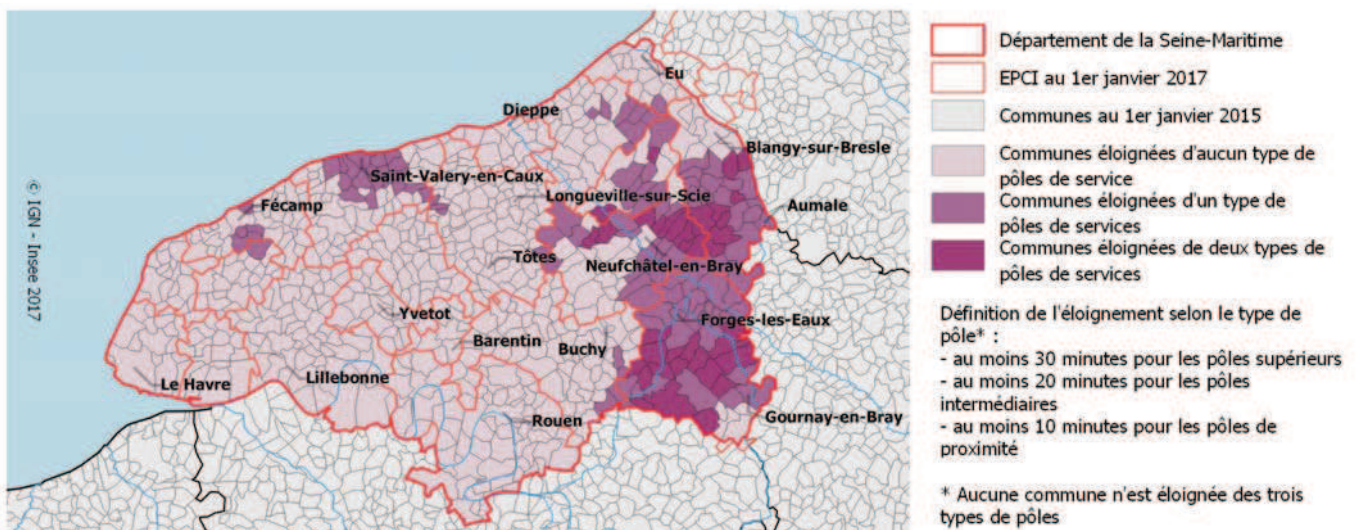 Eu
Dieppe
Blangy-sur-Bresle
Saint-Valery-en-Caux
Longueville-sur-Scie
Aumale
Fécamp
Tôtes
Neufchâtel-en-Bray
Yvetot
Forges-les-Eaux
Barentin
Buchy
Le Havre
Lillebonne
Rouen
Gournay-en-Bray
© IGN - Insee 2017
Département de la Seine-Maritime
EPCI au 1er janvier 2017
Communes au 1er janvier 2015
Communes éloignées d'aucun type de
pôles de service
Communes éloignées d'un type de
pôles de services
Communes éloignées de deux types de
pôles de services
Définition de l'éloignement selon le type de
pôle* :
- au moins 30 minutes pour les pôles supérieurs
- au moins 20 minutes pour les pôles
intermédiaires
- au moins 10 minutes pour les pôles de
proximité
* Aucune commune n'est éloignée des trois
types de pôles